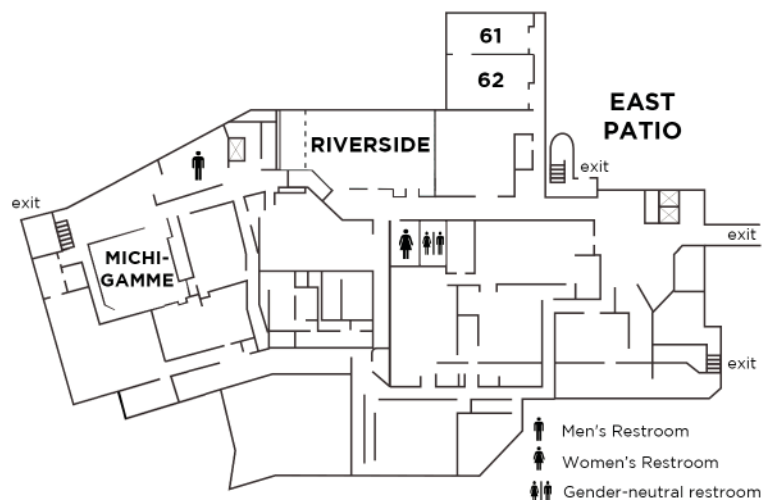 61
62
EAST
PATIO
RIVERSIDE
exit
exit
MICHI-
GAMME
exit
exit
Men's Restroom
Women's Restroom
Gender-neutral restroom